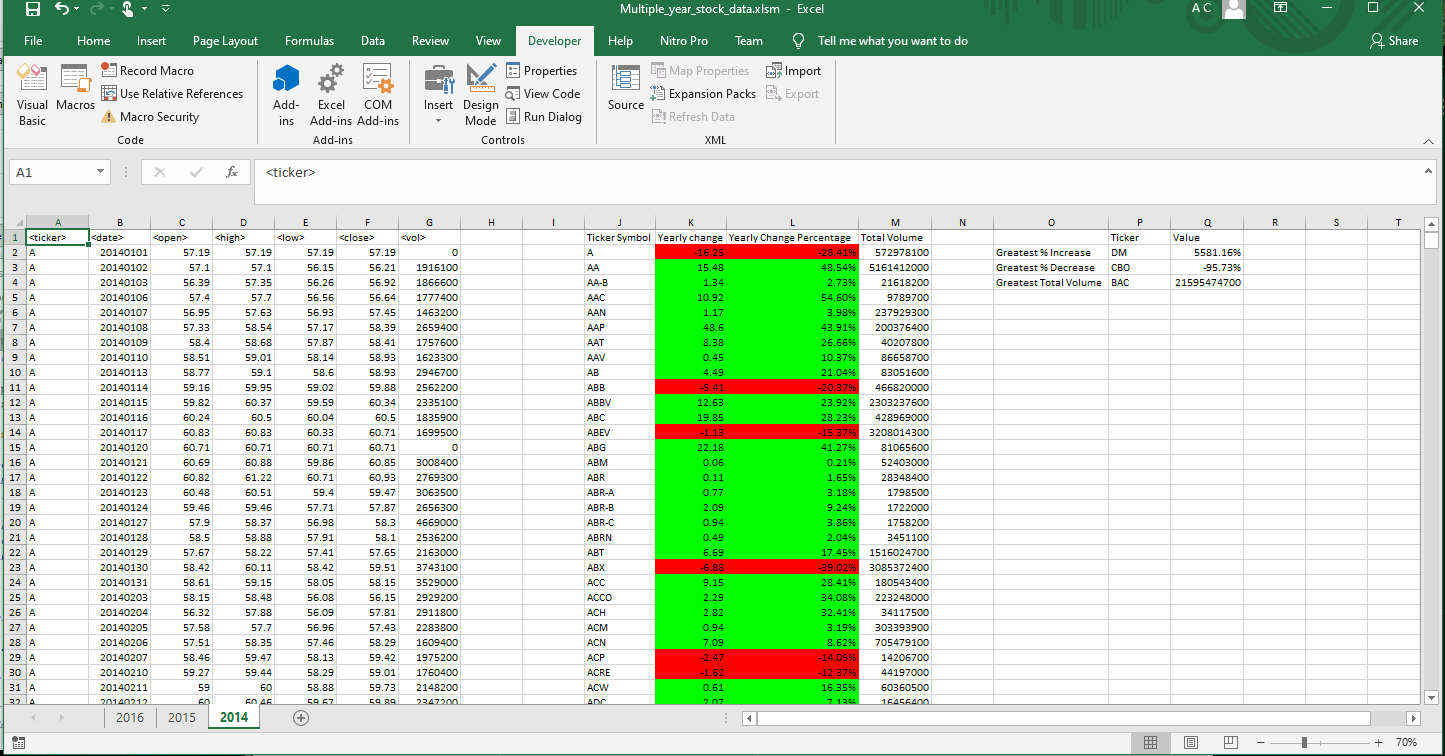 Multiple_year_stock_data.xlsm - Excel A C
File Home Insert Page Layout Formulas Data Review View Developer Help Nitro Pro Team Tell me what you want to do Share
Visual Basic
Macros
Record Macro
Use Relative References
Macro Security
Code
Add-ins
Excel Add-ins
COM Add-ins
Add-ins
Insert
Design Mode
Properties
View Code
Run Dialog
Controls
Source
Map Properties
Expansion Packs
Refresh Data
Import
Export
XML
A1 fx <ticker>
A B C D E F G H I J K L M N O P Q R S T
1 <ticker> <date> <open> <high> <low> <close> <vol> Ticker Symbol Yearly change Yearly Change Percentage Total Volume Ticker Value
2 A 20140101 57.19 57.19 57.19 57.19 0 A -16.25 -28.41% 572978100 Greatest % Increase DM 5581.16%
3 A 20140102 57.1 57.1 56.15 56.21 1916100 AA 15.48 48.54% 5161412000 Greatest % Decrease CBO -95.73%
4 A 20140103 56.39 57.35 56.26 56.92 1866600 AA-B 1.34 2.73% 21618200 Greatest Total Volume BAC 21595474700
5 A 20140106 57.4 57.7 56.56 56.64 1777400 AAC 10.92 54.60% 9789700
6 A 20140107 56.95 57.63 56.93 57.45 1463200 AAN 1.17 3.98% 237929300
7 A 20140108 57.33 58.54 57.17 58.39 2659400 AAP 48.6 43.91% 200376400
8 A 20140109 58.4 58.68 57.87 58.41 1757600 AAT 8.38 26.66% 40207800
9 A 20140110 58.51 59.01 58.14 58.93 1623300 AAV 0.45 10.37% 86658700
10 A 20140113 58.77 59.1 58.6 58.93 2946700 AB 4.49 21.04% 83051600
11 A 20140114 59.16 59.95 59.02 59.88 2562200 ABB -5.41 -20.37% 466820000
12 A 20140115 59.82 60.37 59.59 60.34 2335100 ABBV 12.63 23.92% 2303237600
13 A 20140116 60.24 60.5 60.04 60.5 1835900 ABC 19.85 28.23% 428969000
14 A 20140117 60.83 60.83 60.33 60.71 1699500 ABEV -1.13 -15.37% 3208014300
15 A 20140120 60.71 60.71 60.71 60.71 0 ABG 22.18 41.27% 81065600
16 A 20140121 60.69 60.88 59.86 60.85 3008400 ABM 0.06 0.21% 52403000
17 A 20140122 60.82 61.22 60.71 60.93 2769300 ABR 0.11 1.65% 28348400
18 A 20140123 60.48 60.51 59.4 59.47 3063500 ABR-A 0.77 3.18% 1798500
19 A 20140124 59.46 59.46 57.71 57.87 2656300 ABR-B 2.09 9.24% 1722000
20 A 20140127 57.9 58.37 56.98 58.3 4669000 ABR-C 0.94 3.86% 1758200
21 A 20140128 58.5 58.88 57.91 58.1 2536200 ABRN 0.49 2.04% 3451100
22 A 20140129 57.67 58.22 57.41 57.65 2163000 ABT 6.69 17.45% 1516024700
23 A 20140130 58.42 60.11 58.42 59.51 3743100 ABX -6.88 -39.02% 3085372400
24 A 20140131 58.61 59.15 58.05 58.15 3529000 ACC 9.15 28.41% 180543400
25 A 20140203 58.15 58.48 56.08 56.15 2929200 ACCO 2.29 34.08% 223248000
26 A 20140204 56.32 57.88 56.09 57.81 2911800 ACH 2.82 32.41% 34117500
27 A 20140205 57.58 57.7 56.96 57.43 2283800 ACM 0.94 3.19% 303393900
28 A 20140206 57.51 58.35 57.46 58.29 1609400 ACN 7.09 8.62% 705479100
29 A 20140207 58.46 59.47 58.13 59.42 1975200 ACP -2.47 -14.05% 14206700
30 A 20140210 59.27 59.44 58.29 59.01 1760400 ACRE -1.62 -12.37% 44197000
31 A 20140211 59 60 58.88 59.73 2148200 ACW 0.61 16.35% 60360500
32 A 20140212 60 60.46 59.67 59.89 2347200 ADC 2.07 7.13% 16456400
2016 2015 2014
70%